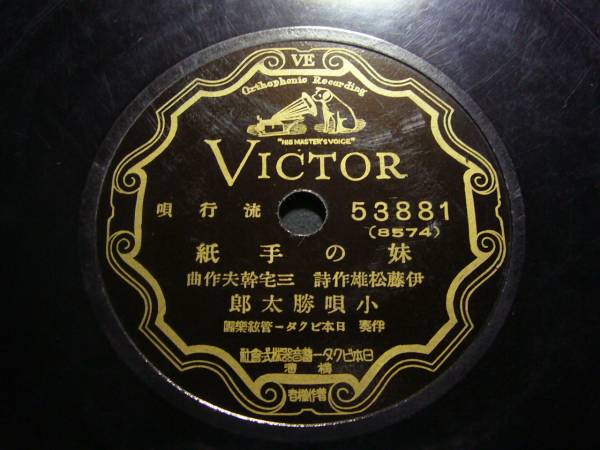 VE
Orthophonic Recording
"HIS MASTER'S VOICE"
VICTOR
唄行流 53881
(8574)
紙手の妹
曲作夫幹宅三 詩作雄松藤伊
郎太勝唄小
團樂絃管ータクビ本日 奏伴
社會式株器音蓄ータクビ本日
濱橫